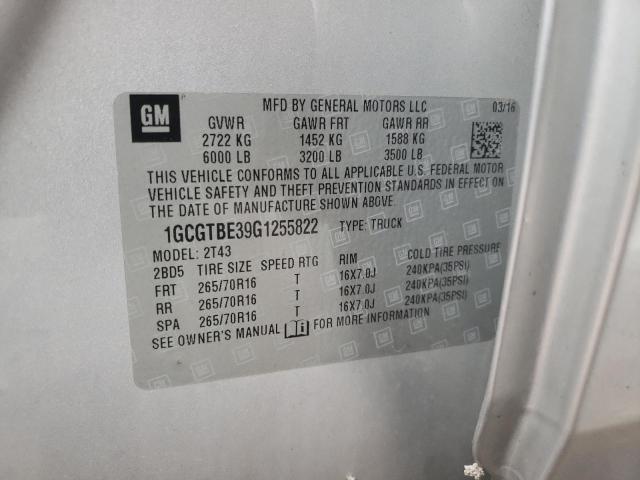 GM
MFD BY GENERAL MOTORS LLC 03/16
GVWR GAWR FRT GAWR RR
2722 KG 1452 KG 1588 KG
6000 LB 3200 LB 3500 LB
THIS VEHICLE CONFORMS TO ALL APPLICABLE U.S. FEDERAL MOTOR
VEHICLE SAFETY AND THEFT PREVENTION STANDARDS IN EFFECT ON
THE DATE OF MANUFACTURE SHOWN ABOVE.
1GCGTBE39G1255822 TYPE: TRUCK
MODEL: 2T43
2BD5 TIRE SIZE SPEED RTG RIM COLD TIRE PRESSURE
FRT 265/70R16 T 16X7.0J 240KPA(35PSI)
RR 265/70R16 T 16X7.0J 240KPA(35PSI)
SPA 265/70R16 T 16X7.0J 240KPA(35PSI)
SEE OWNER'S MANUAL FOR MORE INFORMATION